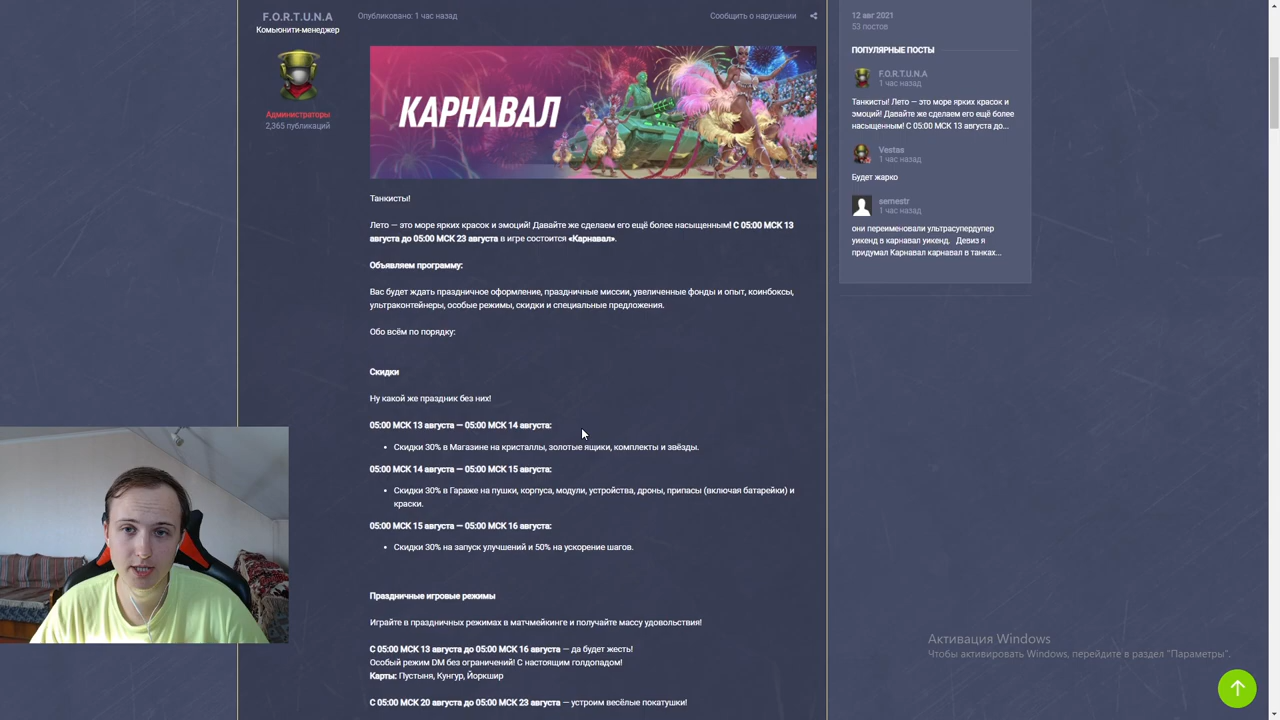 F.O.R.T.U.N.A
Комьюнити-менеджер
Администраторы
2,365 публикаций
Опубликовано: 1 час назад
Сообщить о нарушении
КАРНАВАЛ
Танкисты!
Лето — это море ярких красок и эмоций! Давайте же сделаем его ещё более насыщенным! С 05:00 МСК 13
августа до 05:00 МСК 23 августа в игре состоится «Карнавал».
Объявляем программу:
Вас будет ждать праздничное оформление, праздничные миссии, увеличенные фонды и опыт, коинбоксы,
ультраконтейнеры, особые режимы, скидки и специальные предложения.
Обо всём по порядку:
Скидки
Ну какой же праздник без них!
05:00 МСК 13 августа — 05:00 МСК 14 августа:
• Скидки 30% в Магазине на кристаллы, золотые ящики, комплекты и звёзды.
05:00 МСК 14 августа — 05:00 МСК 15 августа:
• Скидки 30% в Гараже на пушки, корпуса, модули, устройства, дроны, припасы (включая батарейки) и
краски.
05:00 МСК 15 августа — 05:00 МСК 16 августа:
• Скидки 30% на запуск улучшений и 50% на ускорение шагов.
Праздничные игровые режимы
Играйте в праздничных режимах в матчмейкинге и получайте массу удовольствия!
С 05:00 МСК 13 августа до 05:00 МСК 16 августа — да будет жесть!
Особый режим DM без ограничений! С настоящим голдопадом!
Карты: Пустыня, Кунгур, Йоркшир
С 05:00 МСК 20 августа до 05:00 МСК 23 августа — устроим весёлые покатушки!
12 авг 2021
53 постов
ПОПУЛЯРНЫЕ ПОСТЫ
F.O.R.T.U.N.A
1 час назад
Танкисты! Лето — это море ярких красок и
эмоций! Давайте же сделаем его ещё более
насыщенным! С 05:00 МСК 13 августа до...
Vestas
1 час назад
Будет жарко
semestr
1 час назад
они переименовали ультрасупердупер
уикенд в карнавал уикенд. Девиз я
придумал Карнавал карнавал в танках...
Активация Windows
Чтобы активировать Windows, перейдите в раздел "Параметры".